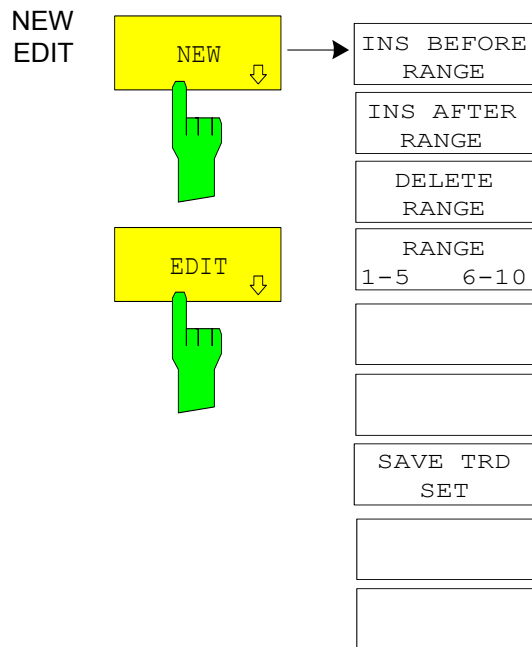 NEW
EDIT
NEW
EDIT
INS BEFORE
RANGE
INS AFTER
RANGE
DELETE
RANGE
RANGE
1-5 6-10
SAVE TRD
SET